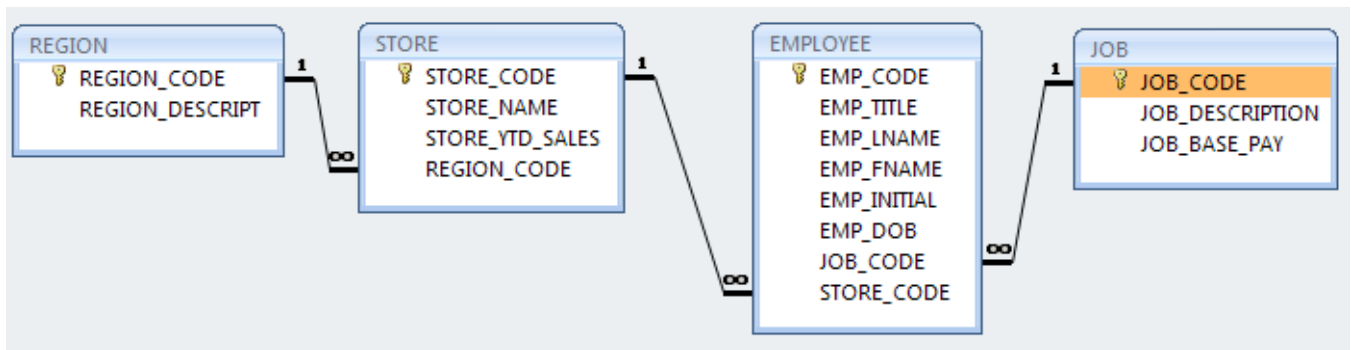 REGION
REGION_CODE
REGION_DESCRIPT
1
∞
STORE
STORE_CODE
STORE_NAME
STORE_YTD_SALES
REGION_CODE
1
∞
EMPLOYEE
EMP_CODE
EMP_TITLE
EMP_LNAME
EMP_FNAME
EMP_INITIAL
EMP_DOB
JOB_CODE
STORE_CODE
1
∞
JOB
JOB_CODE
JOB_DESCRIPTION
JOB_BASE_PAY